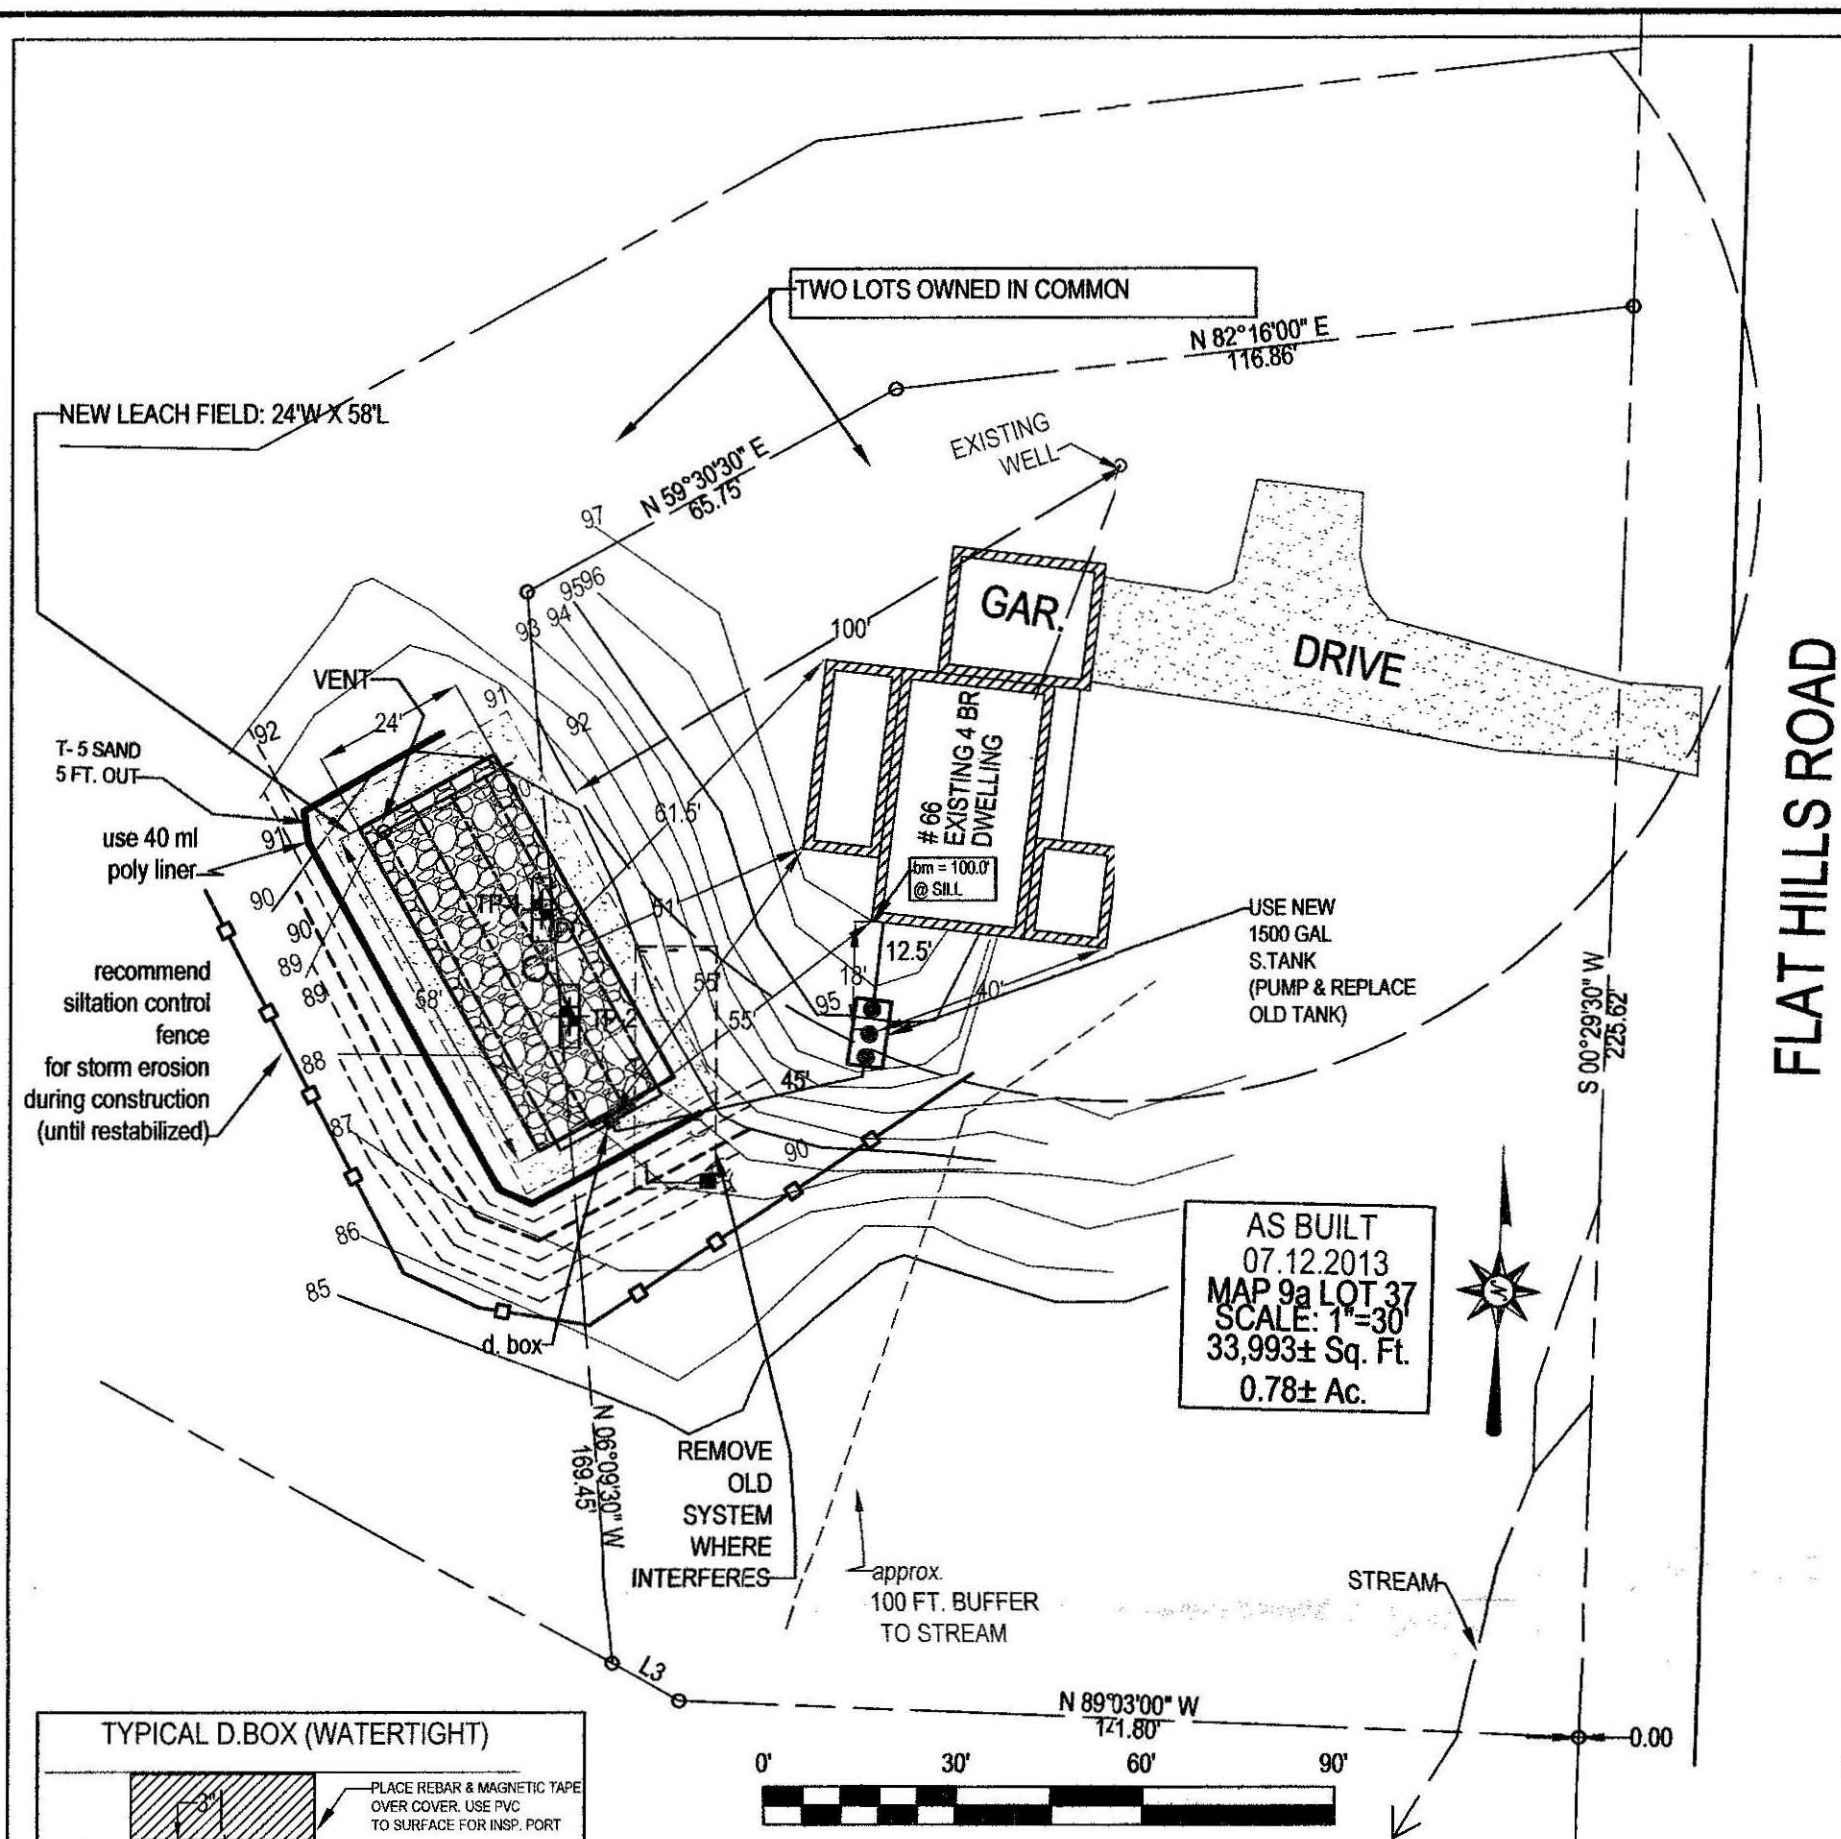 TWO LOTS OWNED IN COMMON
N 82°16'00" E
116.86'
NEW LEACH FIELD: 24'W X 58'L
EXISTING
WELL
N 59°30'30" E
65.75'
97
96
95
94
93
92
91
GAR.
100'
DRIVE
VENT
24'
92
T- 5 SAND
5 FT. OUT
61.5'
# 66
EXISTING 4 BR
DWELLING
bm = 100.0'
@ SILL
use 40 ml
poly liner
91
90
90
89
89
88
87
86
85
51'
58'
TP-2
55'
55'
12.5'
18'
40'
95
45'
90
USE NEW
1500 GAL
S.TANK
(PUMP & REPLACE
OLD TANK)
recommend
siltation control
fence
for storm erosion
during construction
(until restabilized)
S 00°29'30" W
225.62'
FLAT HILLS ROAD
AS BUILT
07.12.2013
MAP 9a LOT 37
SCALE: 1"=30'
33,993± Sq. Ft.
0.78± Ac.
N
d. box
N 06°09'30" W
169.45'
REMOVE
OLD
SYSTEM
WHERE
INTERFERES
approx.
100 FT. BUFFER
TO STREAM
STREAM
L3
N 89°03'00" W
141.80'
0.00
0' 30' 60' 90'
TYPICAL D.BOX (WATERTIGHT)
3"
PLACE REBAR & MAGNETIC TAPE
OVER COVER. USE PVC
TO SURFACE FOR INSP. PORT